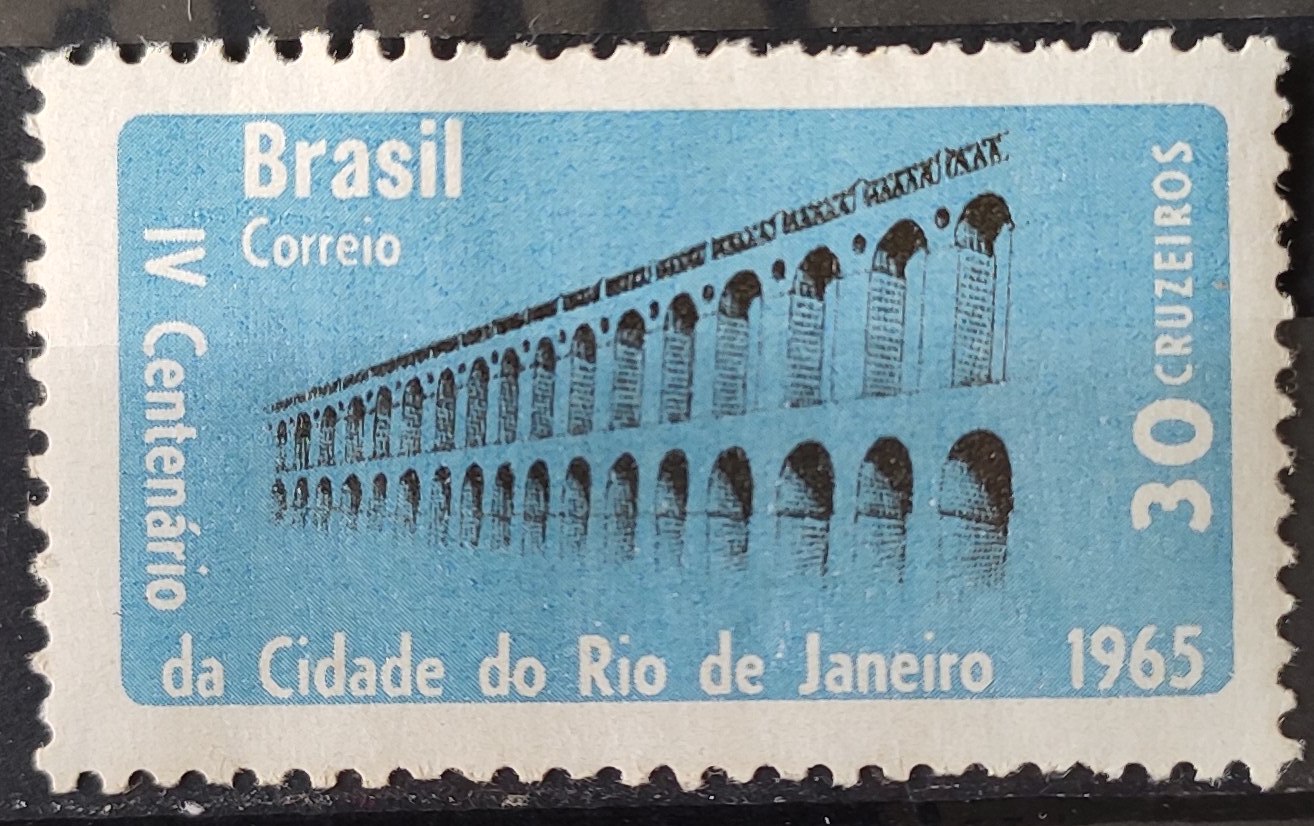 Brasil
Correio
IV Centenário
da Cidade do Rio de Janeiro 1965
30 CRUZEIROS